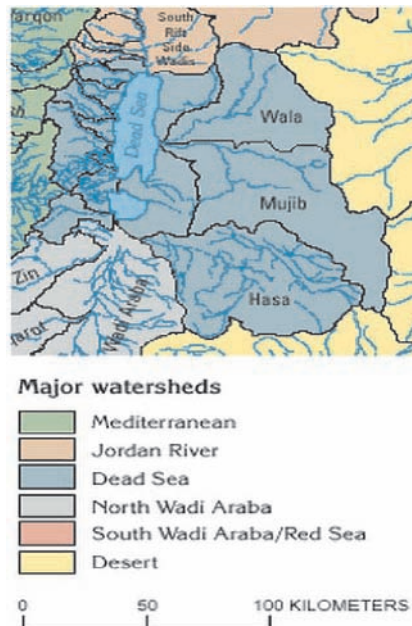 arqon
South
Rift
Side
Wadis
Dead Sea
Wala
Mujib
Hasa
Zin
Wadi Araba
Major watersheds
Mediterranean
Jordan River
Dead Sea
North Wadi Araba
South Wadi Araba/Red Sea
Desert
0 50 100 KILOMETERS